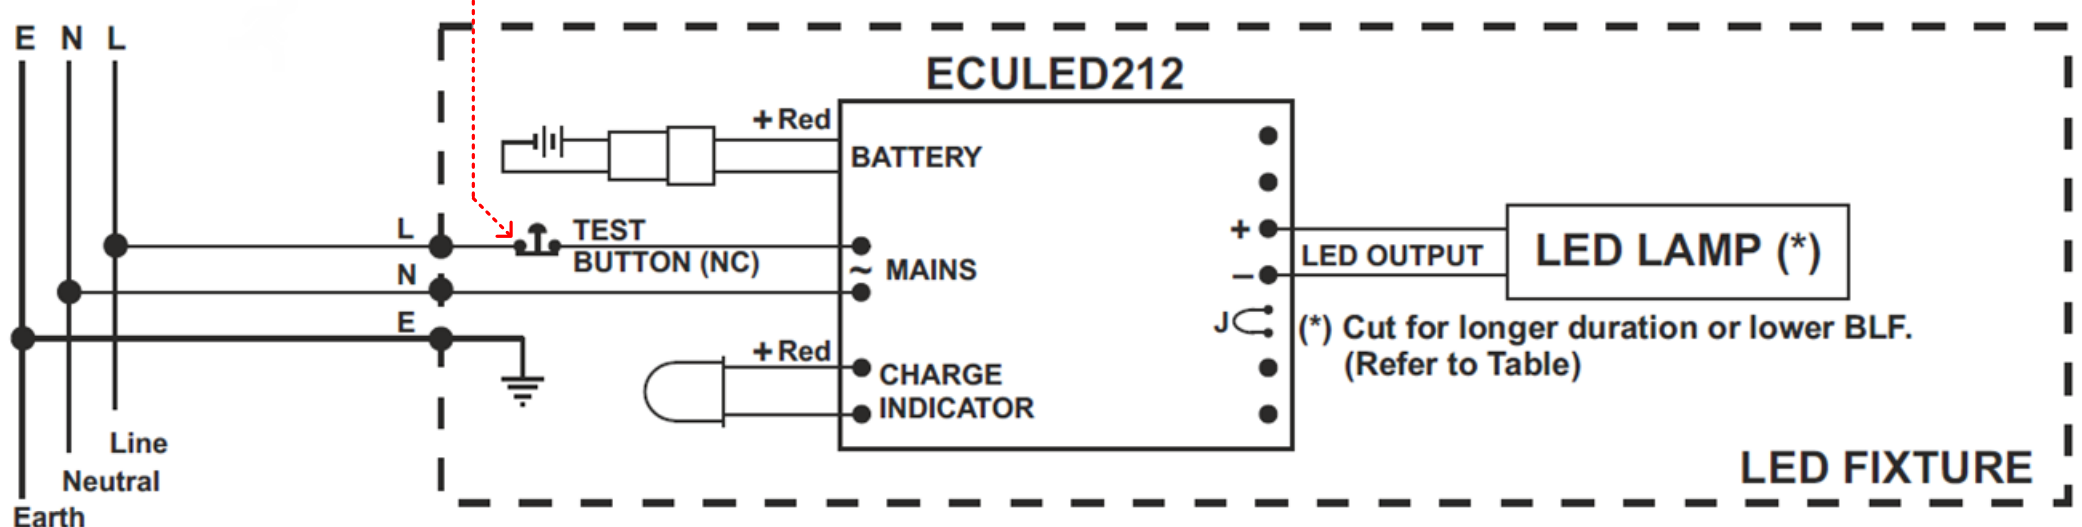 E N L
ECULED212
+ Red
BATTERY
L
TEST
BUTTON (NC)
~ MAINS
N
E
+ Red
CHARGE
INDICATOR
+
LED OUTPUT
–
LED LAMP (*)
J
(*) Cut for longer duration or lower BLF.
(Refer to Table)
Line
Neutral
Earth
LED FIXTURE